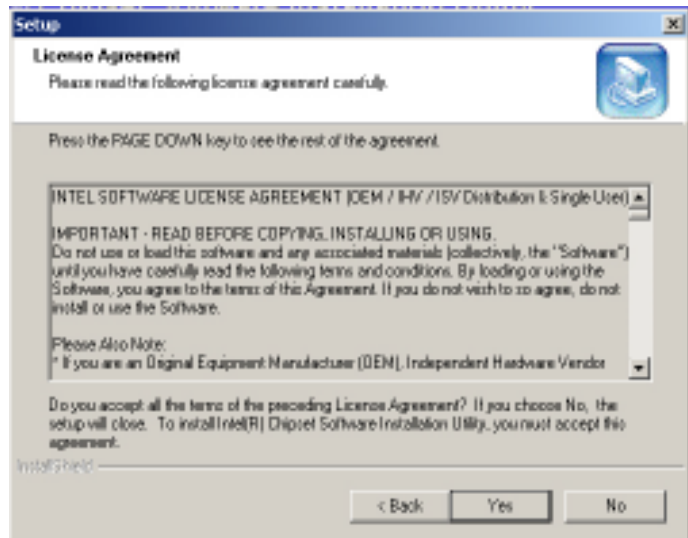 Setup
License Agreement
Please read the following license agreement carefully.
Press the PAGE DOWN key to see the rest of the agreement.
INTEL SOFTWARE LICENSE AGREEMENT (OEM / IHV / ISV Distribution & Single User)
IMPORTANT - READ BEFORE COPYING, INSTALLING OR USING.
Do not use or load this software and any associated materials (collectively, the "Software")
until you have carefully read the following terms and conditions. By loading or using the
Software, you agree to the terms of this Agreement. If you do not wish to so agree, do not
install or use the Software.
Please Also Note:
* If you are an Original Equipment Manufacturer (OEM), Independent Hardware Vendor
Do you accept all the terms of the preceding License Agreement? If you choose No, the
setup will close. To install Intel(R) Chipset Software Installation Utility, you must accept this
agreement.
InstallShield
< Back
Yes
No